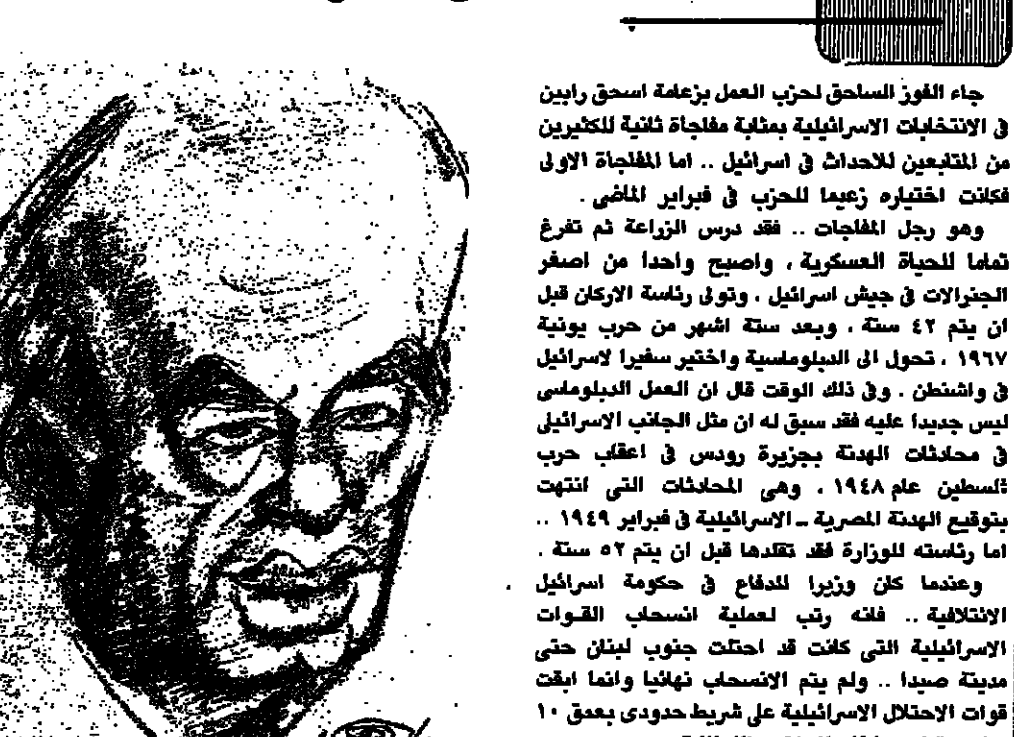 جاء الفوز الساحق لحزب العمل بزعامة اسحق رابين
فى الانتخابات الاسرائيلية بمثابة مفاجأة ثانية للكثيرين
من المتابعين للاحداث فى اسرائيل .. اما المفاجأة الاولى
فكانت اختياره زعيما للحزب فى فبراير الماضى .
وهو رجل المفاجات .. فقد درس الزراعة ثم تفرغ
تماما للحياة العسكرية ، واصبح واحدا من اصغر
الجنرالات فى جيش اسرائيل . وتولى رئاسة الاركان قبل
ان يتم ٤٢ سنة . وبعد ستة اشهر من حرب يونية
١٩٦٧ . تحول الى الدبلوماسية واختير سفيرا لاسرائيل
فى واشنطن . وفى ذلك الوقت قال ان العمل الدبلوماسى
ليس جديدا عليه فقد سبق له ان مثل الجانب الاسرائيلى
فى محادثات الهدنة بجزيرة رودس فى اعقاب حرب
فلسطين عام ١٩٤٨ . وهى المحادثات التى انتهت
بتوقيع الهدنة المصرية ــ الاسرائيلية فى فبراير ١٩٤٩ ..
اما رئاسته للوزارة فقد تقلدها قبل ان يتم ٥٢ سنة .
وعندما كان وزيرا للدفاع فى حكومة اسرائيل
الائتلافية .. فانه رتب لعملية انسحاب القوات
الاسرائيلية التى كانت قد احتلت جنوب لبنان حتى
مدينة صيدا .. ولم يتم الانسحاب نهائيا وانما ابقت
قوات الاحتلال الاسرائيلية على شريط حدودى بعمق ١٠